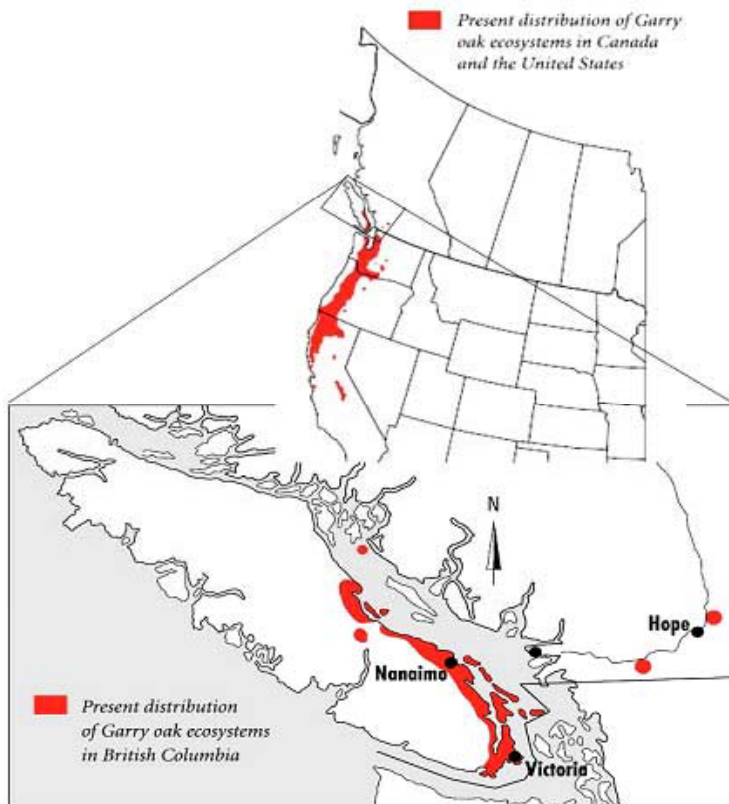 Present distribution of Garry
oak ecosystems in Canada
and the United States
N
Hope
Nanaimo
Present distribution
of Garry oak ecosystems
in British Columbia
Victoria